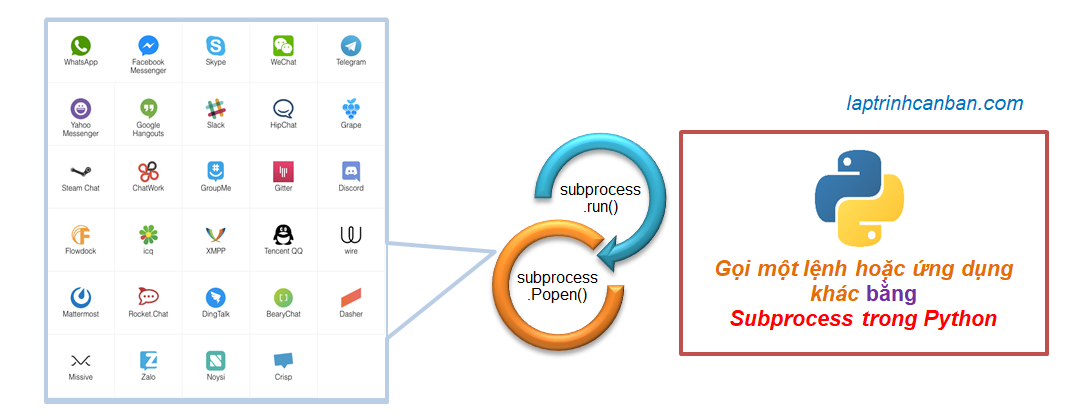 WhatsApp
Facebook
Messenger
Skype
WeChat
Telegram
Yahoo
Messenger
Google
Hangouts
Slack
HipChat
Grape
Steam Chat
ChatWork
GroupMe
Gitter
Discord
Flowdock
icq
XMPP
Tencent QQ
wire
Mattermost
Rocket.Chat
DingTalk
BearyChat
Dasher
Missive
Zalo
Noysi
Crisp
subprocess
.run()
subprocess
.Popen()
laptrinhcanban.com
Gọi một lệnh hoặc ứng dụng
khác bằng
Subprocess trong Python